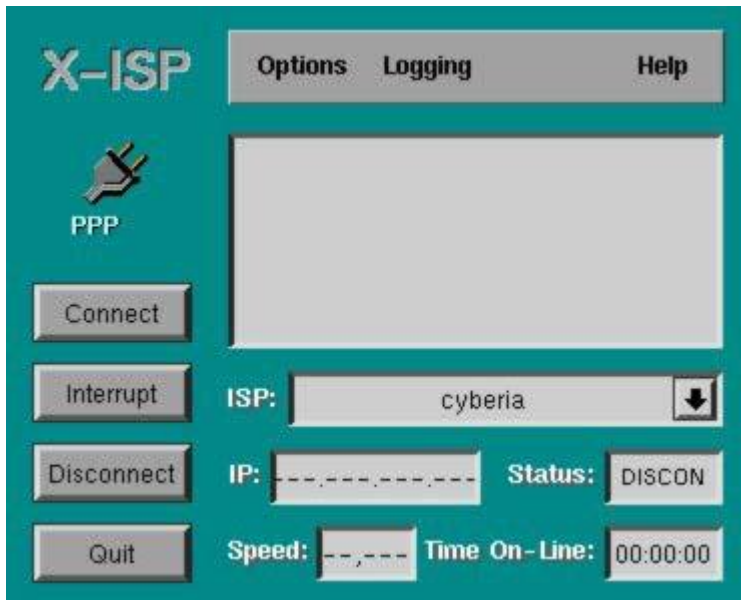 X-ISP
Options Logging Help
PPP
Connect
Interrupt
ISP: cyberia
Disconnect
IP: ---.---.---.--- Status: DISCON
Quit
Speed: --,--- Time On-Line: 00:00:00